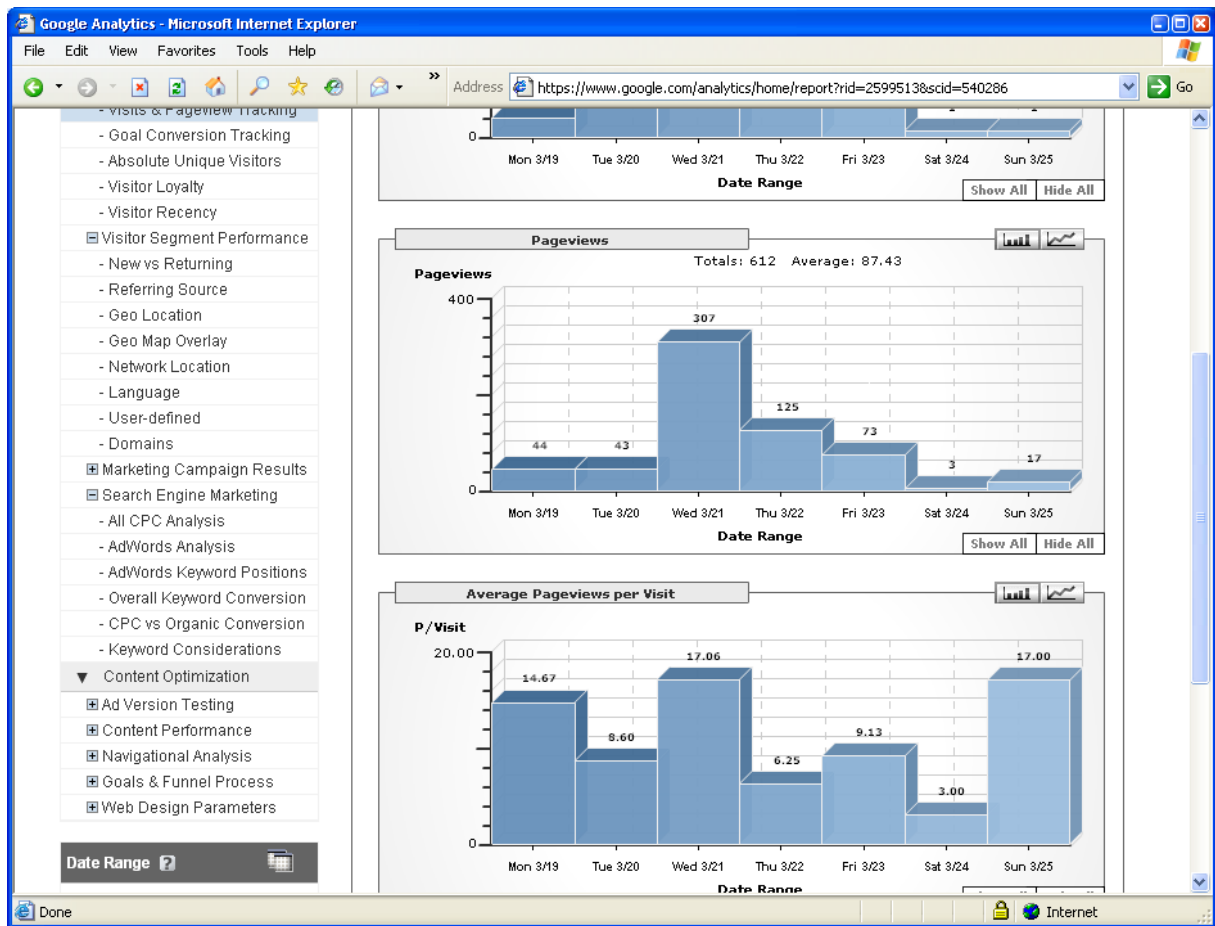 Google Analytics - Microsoft Internet Explorer
File Edit View Favorites Tools Help
» Address https://www.google.com/analytics/home/report?rid=2599513&scid=540286 Go
- Visits & Pageview Tracking
- Goal Conversion Tracking
- Absolute Unique Visitors
- Visitor Loyalty
- Visitor Recency
Visitor Segment Performance
- New vs Returning
- Referring Source
- Geo Location
- Geo Map Overlay
- Network Location
- Language
- User-defined
- Domains
Marketing Campaign Results
Search Engine Marketing
- All CPC Analysis
- AdWords Analysis
- AdWords Keyword Positions
- Overall Keyword Conversion
- CPC vs Organic Conversion
- Keyword Considerations
▼ Content Optimization
Ad Version Testing
Content Performance
Navigational Analysis
Goals & Funnel Process
Web Design Parameters
Date Range ?
0
Mon 3/19 Tue 3/20 Wed 3/21 Thu 3/22 Fri 3/23 Sat 3/24 Sun 3/25
Date Range
Show All Hide All
Pageviews
Totals: 612 Average: 87.43
Pageviews
400
307
125
73
44 43 3 17
0
Mon 3/19 Tue 3/20 Wed 3/21 Thu 3/22 Fri 3/23 Sat 3/24 Sun 3/25
Date Range
Show All Hide All
Average Pageviews per Visit
P/Visit
20.00
17.06 17.00
14.67
8.60 9.13
6.25
3.00
0
Mon 3/19 Tue 3/20 Wed 3/21 Thu 3/22 Fri 3/23 Sat 3/24 Sun 3/25
Date Range
Done Internet